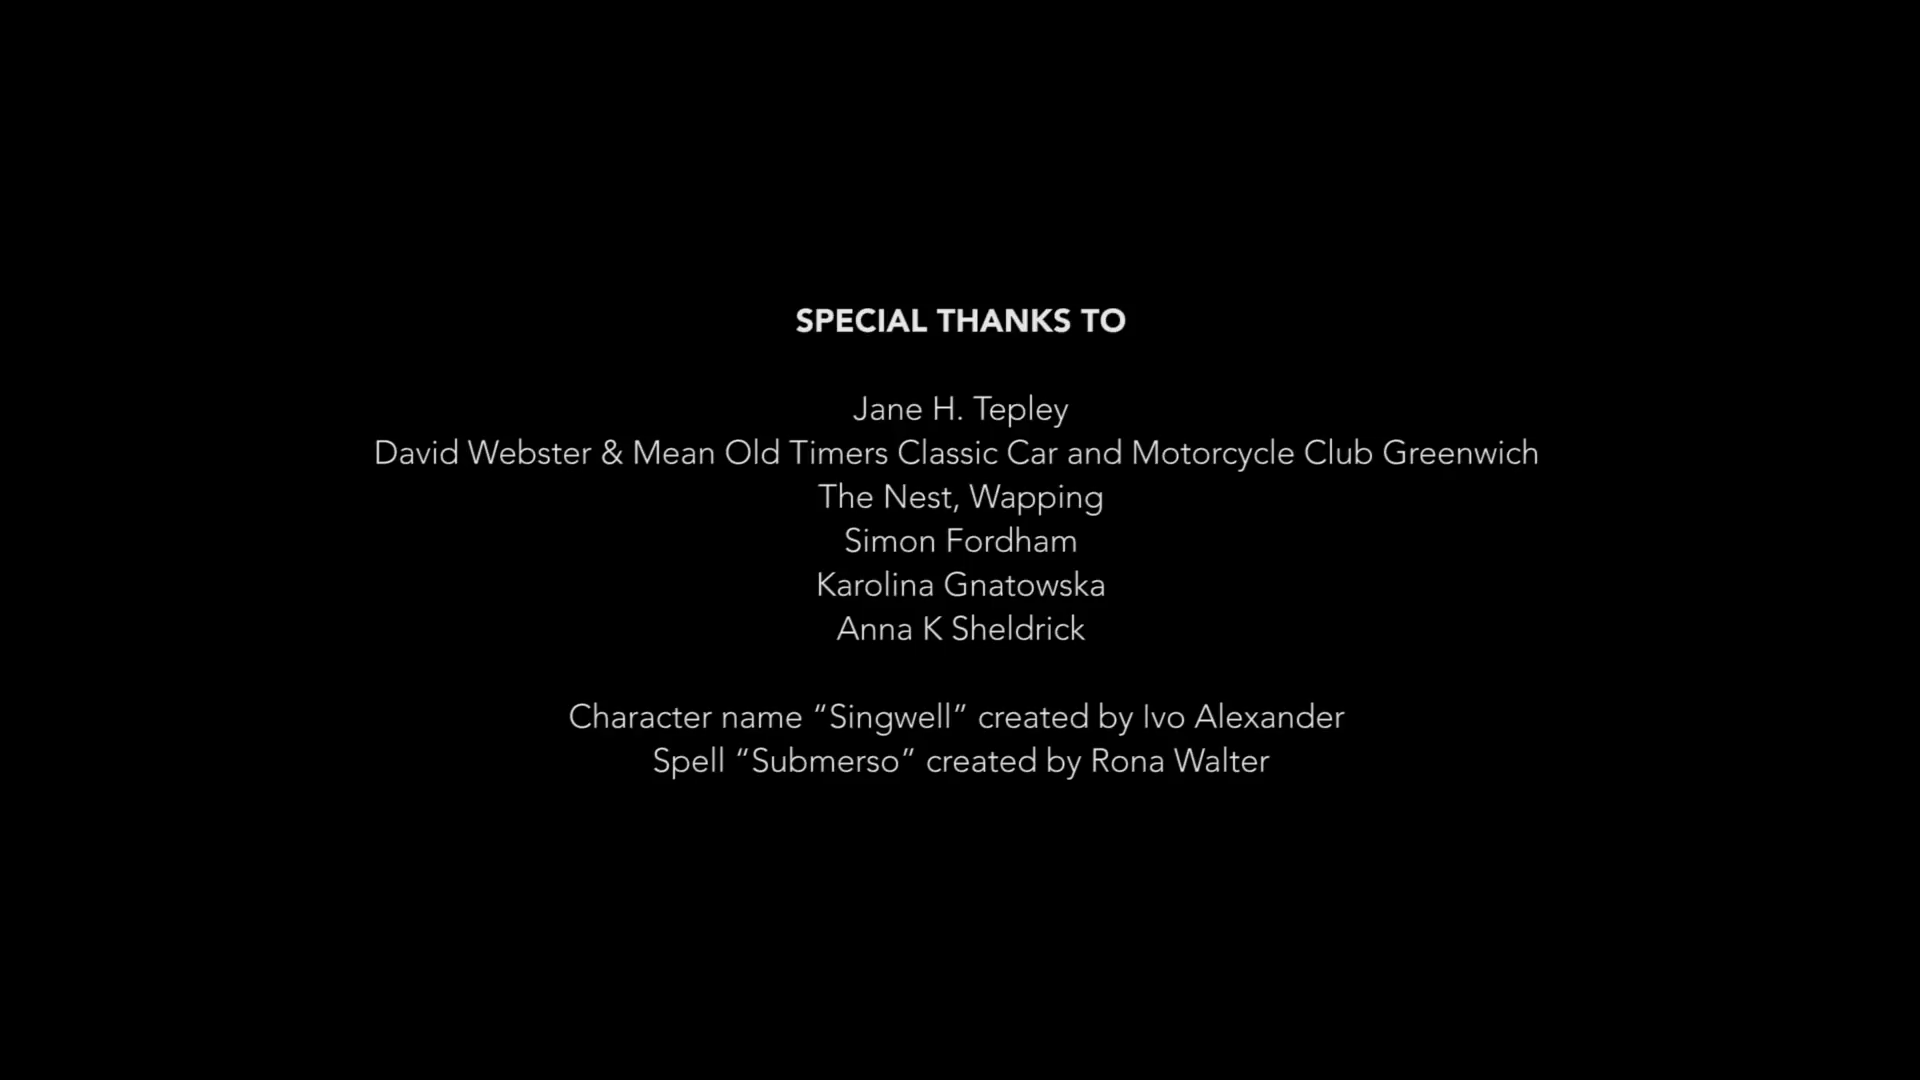 SPECIAL THANKS TO
Jane H. Tepley
David Webster & Mean Old Timers Classic Car and Motorcycle Club Greenwich
The Nest, Wapping
Simon Fordham
Karolina Gnatowska
Anna K Sheldrick
Character name “Singwell” created by Ivo Alexander
Spell “Submerso” created by Rona Walter